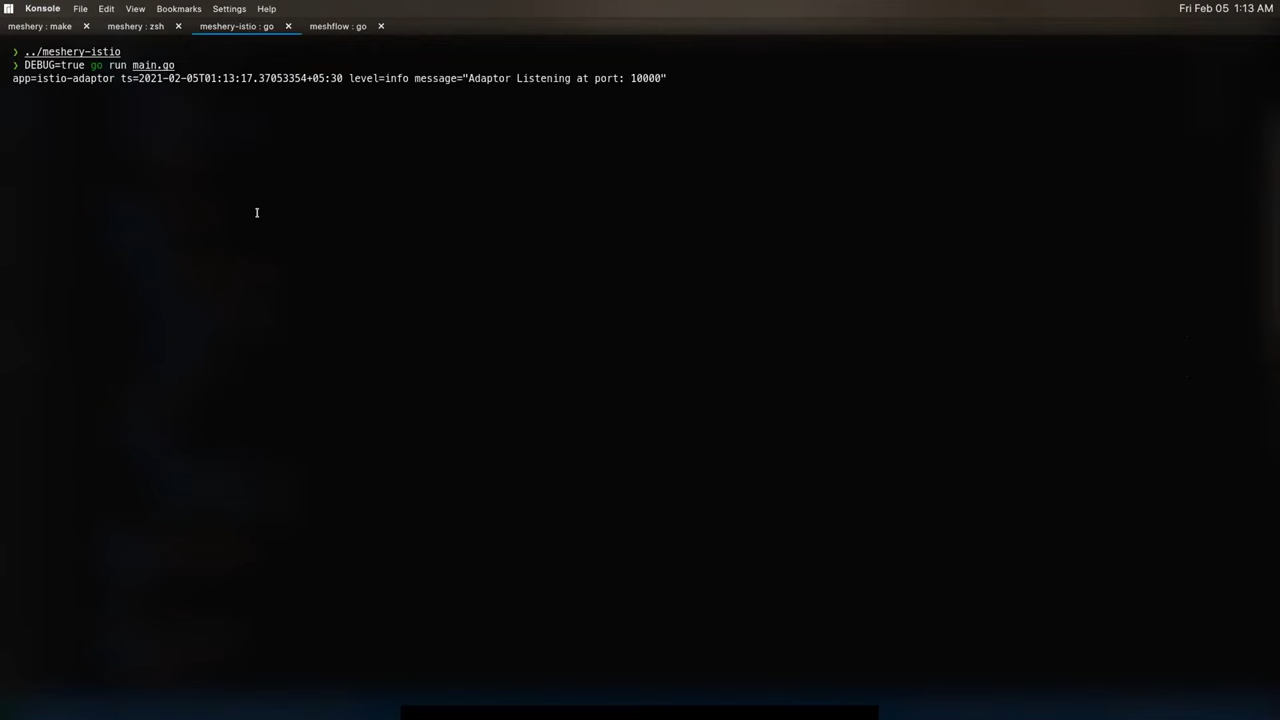 Konsole File Edit View Bookmarks Settings Help Fri Feb 05 1:13 AM
meshery : make meshery : zsh meshery-istio : go meshflow : go
❯ ../meshery-istio
❯ DEBUG=true go run main.go
app=istio-adaptor ts=2021-02-05T01:13:17.37053354+05:30 level=info message="Adaptor Listening at port: 10000"